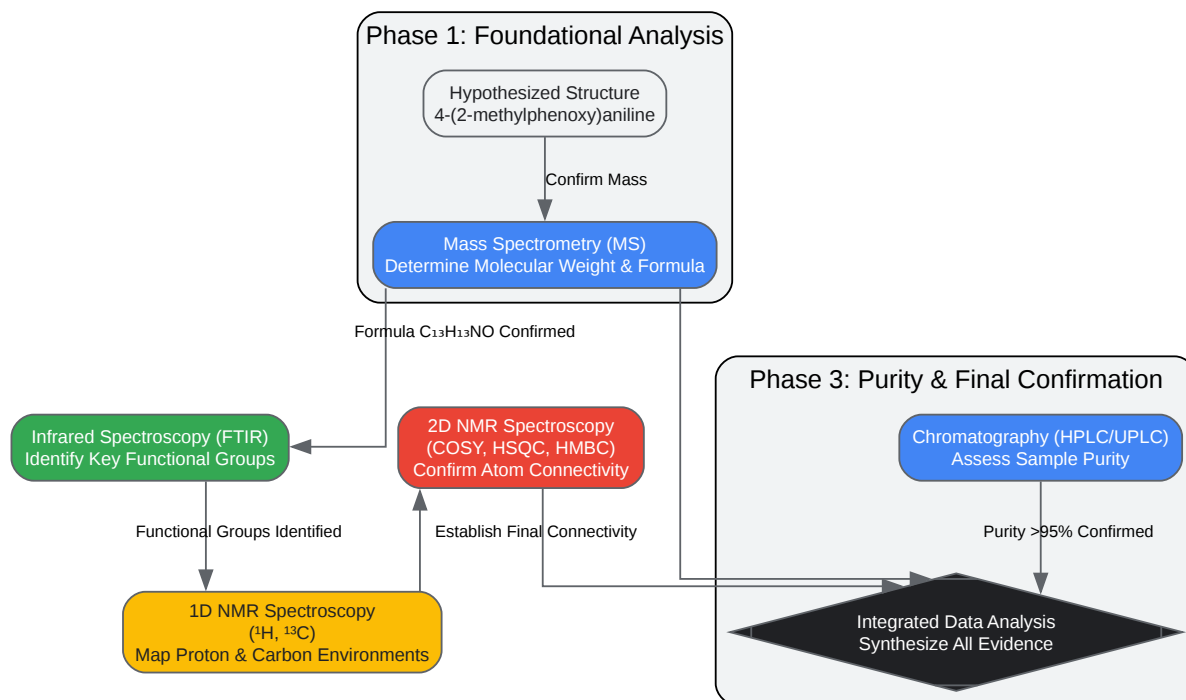 Phase 1: Foundational Analysis
Hypothesized Structure
4-(2-methylphenoxy)aniline
Confirm Mass
Mass Spectrometry (MS)
Determine Molecular Weight & Formula
Formula C₁₃H₁₃NO Confirmed
Phase 3: Purity & Final Confirmation
Infrared Spectroscopy (FTIR)
Identify Key Functional Groups
2D NMR Spectroscopy
(COSY, HSQC, HMBC)
Confirm Atom Connectivity
Chromatography (HPLC/UPLC)
Assess Sample Purity
Functional Groups Identified
Establish Final Connectivity
Purity >95% Confirmed
1D NMR Spectroscopy
(¹H, ¹³C)
Map Proton & Carbon Environments
Integrated Data Analysis
Synthesize All Evidence